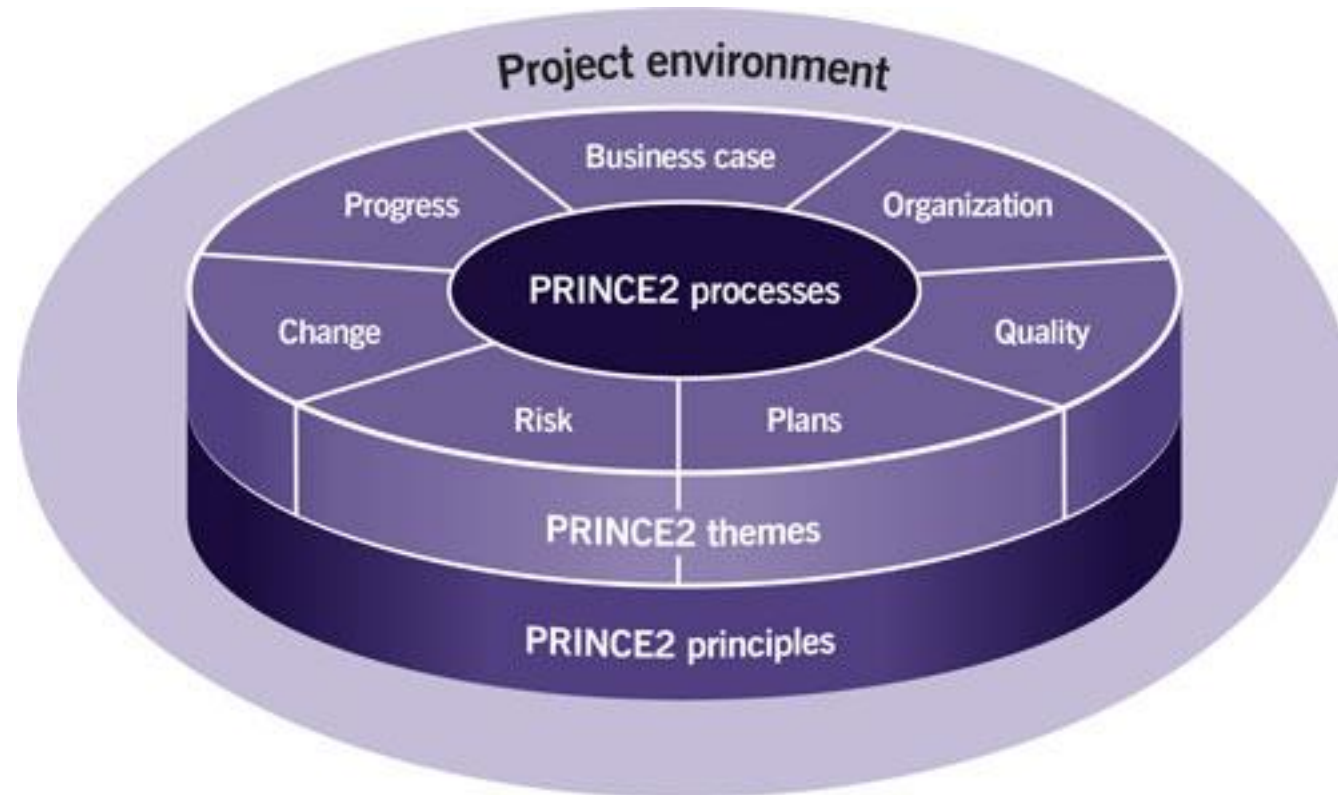 Project environment
Business case
Progress
Organization
PRINCE2 processes
Change
Quality
Risk
Plans
PRINCE2 themes
PRINCE2 principles